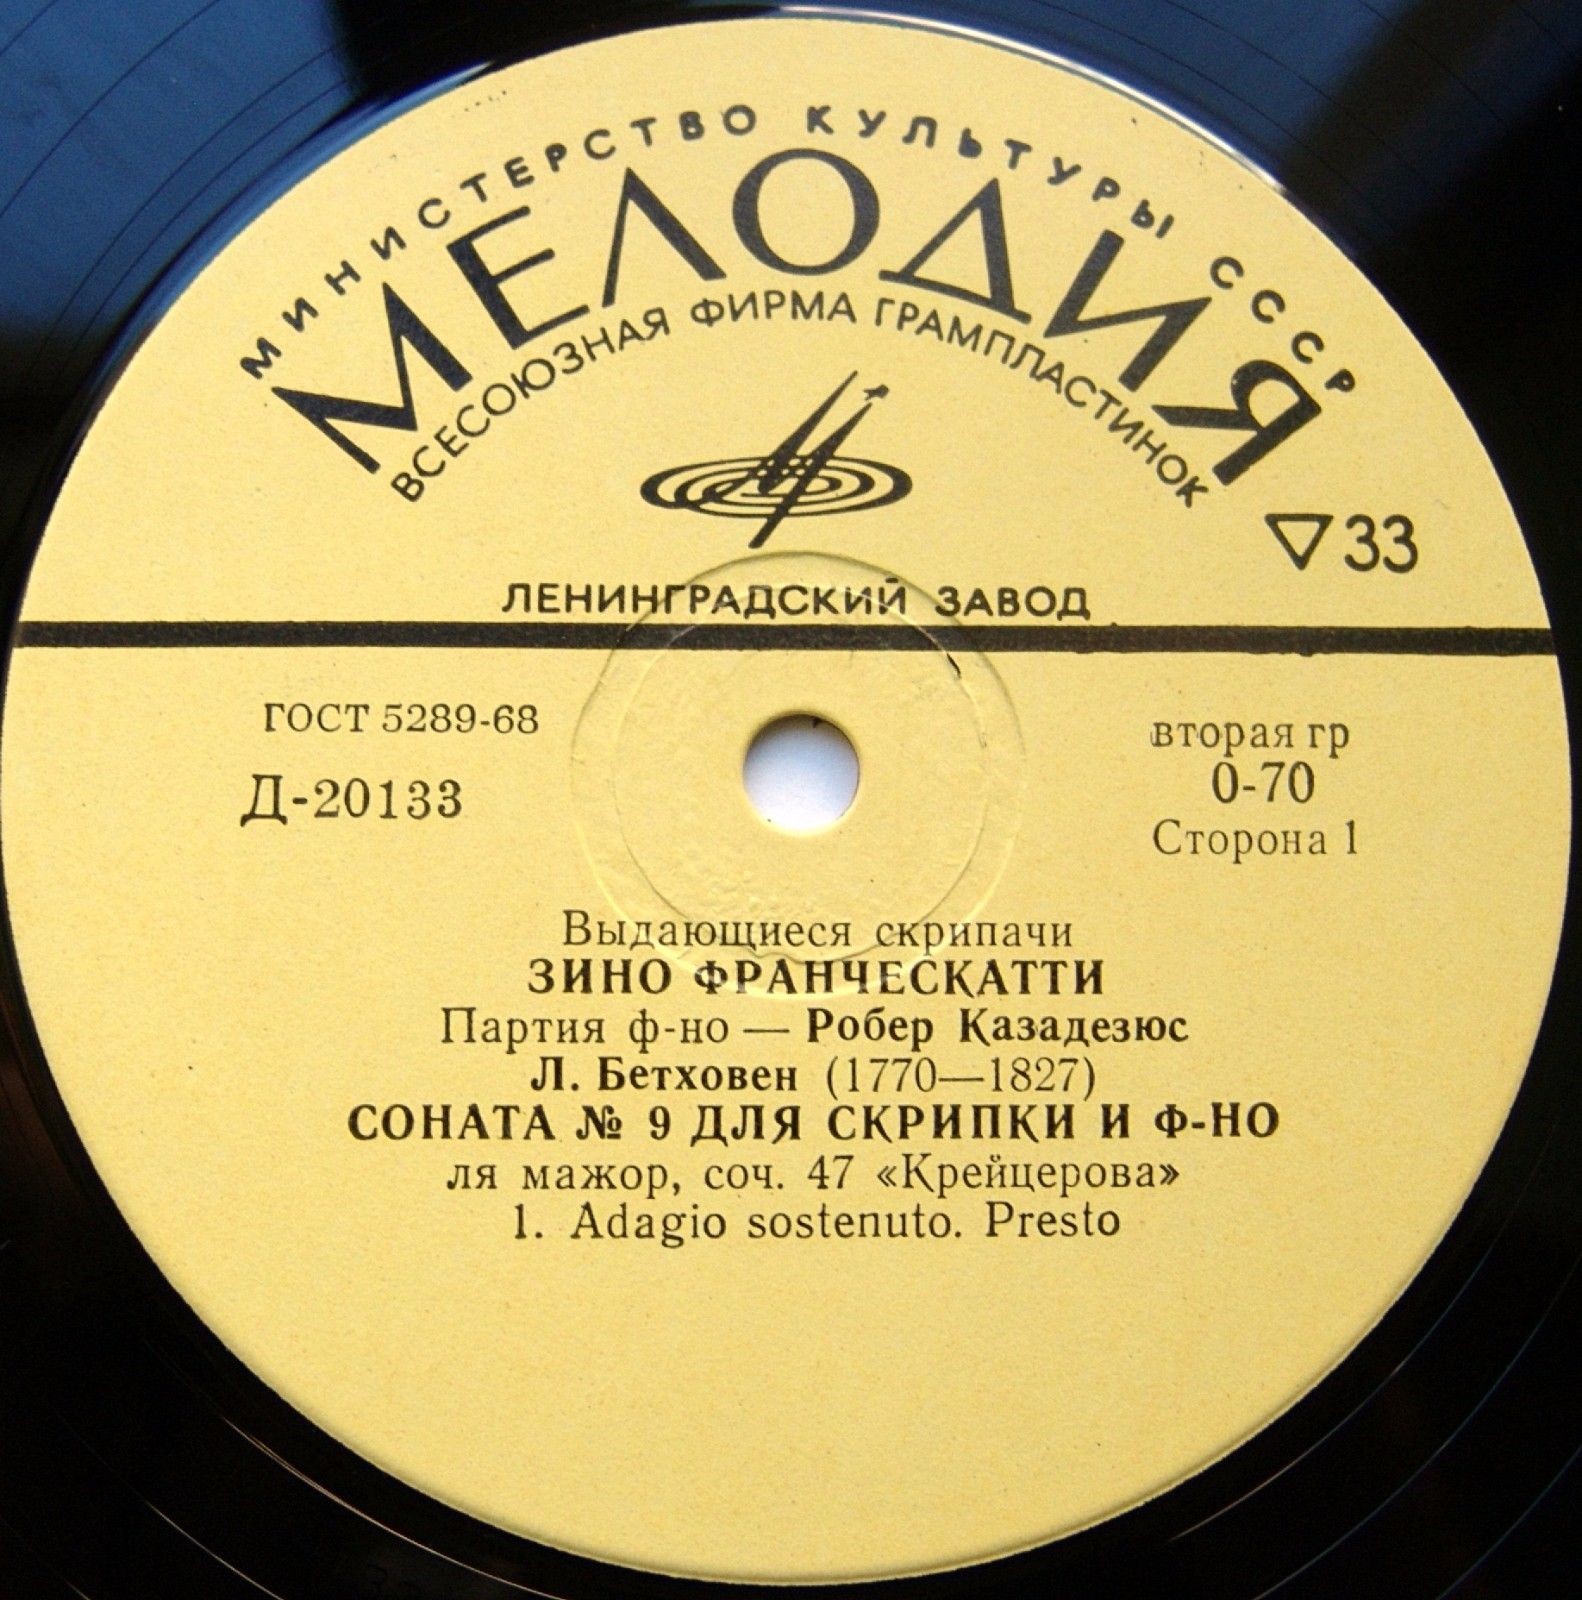 МИНИСТЕРСТВО КУЛЬТУРЫ СССР
МЕЛОДИЯ
ВСЕСОЮЗНАЯ ФИРМА ГРАМПЛАСТИНОК
33
ЛЕНИНГРАДСКИЙ ЗАВОД
ГОСТ 5289-68
Д-20133
вторая гр
0-70
Сторона 1
Выдающиеся скрипачи
ЗИНО ФРАНЧЕСКАТТИ
Партия ф-но — Робер Казадезюс
Л. Бетховен (1770—1827)
СОНАТА № 9 ДЛЯ СКРИПКИ И Ф-НО
ля мажор, соч. 47 «Крейцерова»
1. Adagio sostenuto. Presto